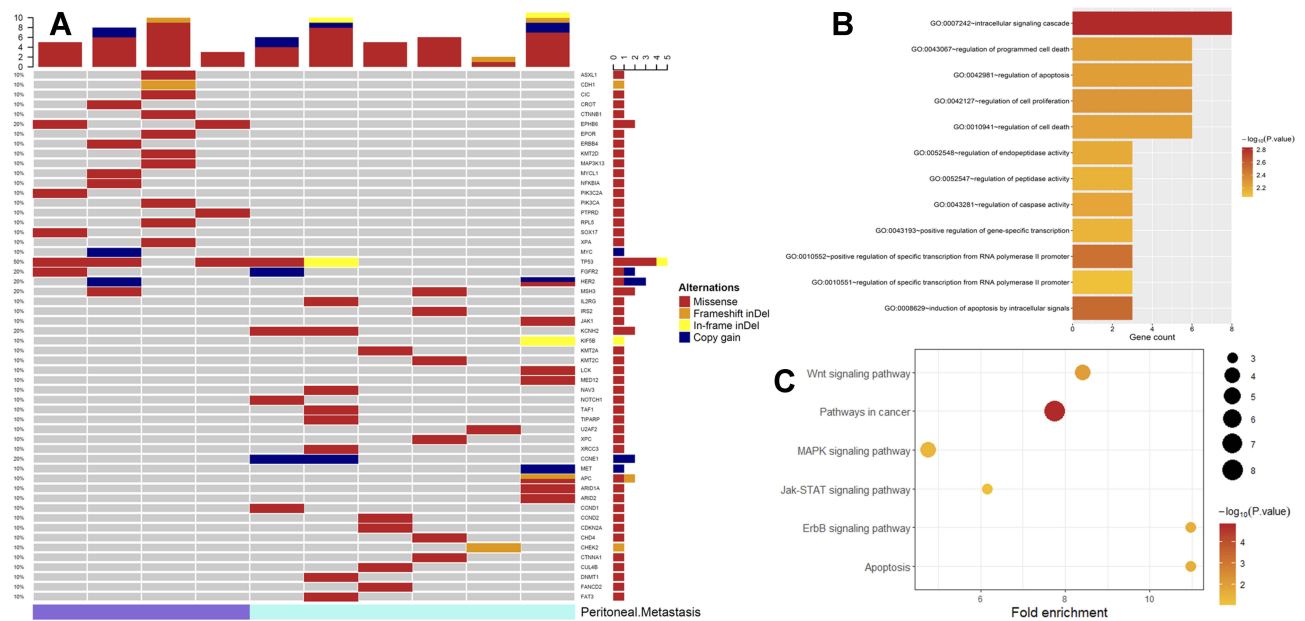 A
10
8
6
4
2
0
0 1 2 3 4 5
10% ASXL1
10% CDH1
10% CIC
10% CROT
10% CTNNB1
20% EPHB6
10% EPOR
10% ERBB4
10% KMT2D
10% MAP3K13
10% MYCL1
10% NFKBIA
10% PIK3C2A
10% PIK3CA
10% PTPRD
10% RPL5
10% SOX17
10% XPA
10% MYC
50% TP53
20% FGFR2
20% HER2
20% MSH3
10% IL2RG
10% IRS2
10% JAK1
20% KCNH2
10% KIF5B
10% KMT2A
10% KMT2C
10% LCK
10% MED12
10% NAV3
10% NOTCH1
10% TAF1
10% TIPARP
10% U2AF2
10% XPC
10% XRCC3
20% CCNE1
10% MET
10% APC
10% ARID1A
10% ARID2
10% CCND1
10% CCND2
10% CDKN2A
10% CHD4
10% CHEK2
10% CTNNA1
10% CUL4B
10% DNMT1
10% FANCD2
10% FAT3
Peritoneal.Metastasis
Alternations
Missense
Frameshift inDel
In-frame inDel
Copy gain
B
GO:0007242~intracellular signaling cascade
GO:0043067~regulation of programmed cell death
GO:0042981~regulation of apoptosis
GO:0042127~regulation of cell proliferation
GO:0010941~regulation of cell death
GO:0052548~regulation of endopeptidase activity
GO:0052547~regulation of peptidase activity
GO:0043281~regulation of caspase activity
GO:0043193~positive regulation of gene-specific transcription
GO:0010552~positive regulation of specific transcription from RNA polymerase II promoter
GO:0010551~regulation of specific transcription from RNA polymerase II promoter
GO:0008629~induction of apoptosis by intracellular signals
0 2 4 6 8
Gene count
−log10(P.value)
2.8
2.6
2.4
2.2
C
Wnt signaling pathway
Pathways in cancer
MAPK signaling pathway
Jak-STAT signaling pathway
ErbB signaling pathway
Apoptosis
6 8 10
Fold enrichment
3
4
5
6
7
8
−log10(P.value)
4
3
2